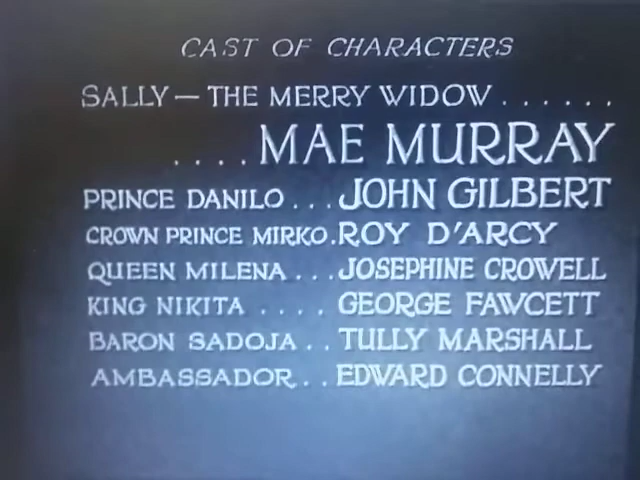 CAST OF CHARACTERS
SALLY — THE MERRY WIDOW ......
.... MAE MURRAY
PRINCE DANILO ... JOHN GILBERT
CROWN PRINCE MIRKO. ROY D'ARCY
QUEEN MILENA ... JOSEPHINE CROWELL
KING NIKITA .... GEORGE FAWCETT
BARON SADOJA .. TULLY MARSHALL
AMBASSADOR .. EDWARD CONNELLY